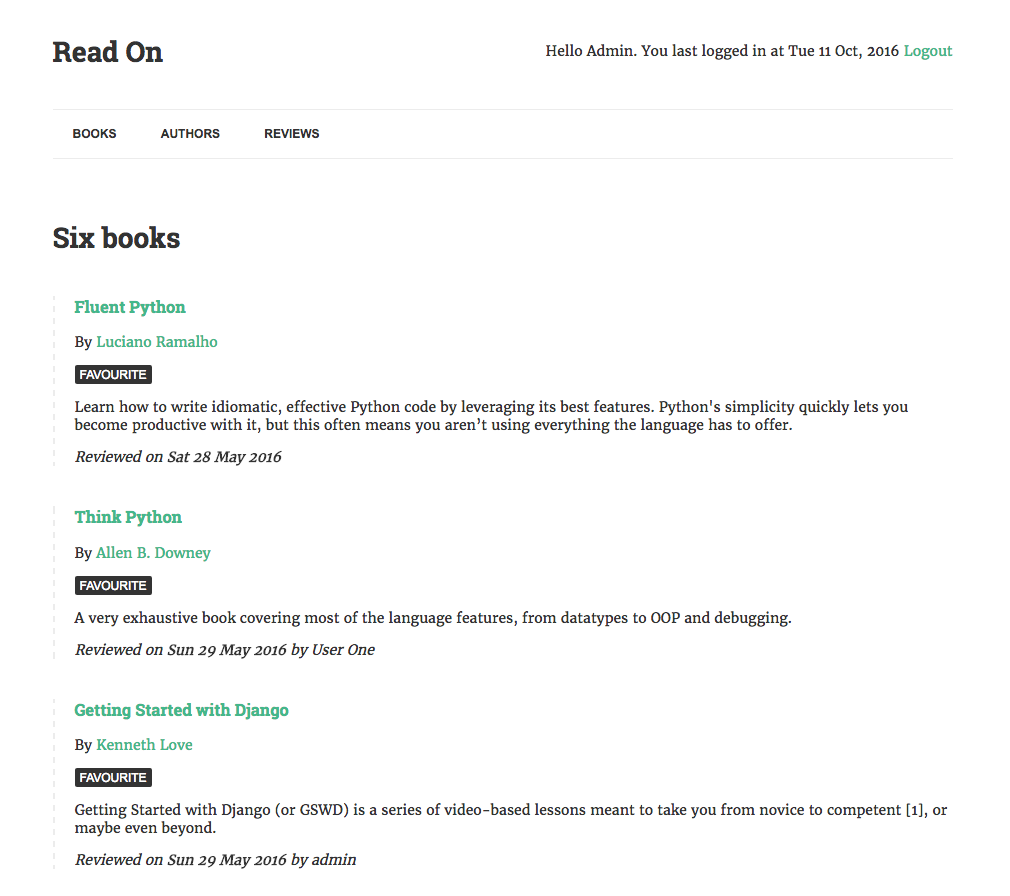 Read On
Hello Admin. You last logged in at Tue 11 Oct, 2016 Logout
BOOKS AUTHORS REVIEWS
Six books
Fluent Python
By Luciano Ramalho
FAVOURITE
Learn how to write idiomatic, effective Python code by leveraging its best features. Python's simplicity quickly lets you
become productive with it, but this often means you aren’t using everything the language has to offer.
Reviewed on Sat 28 May 2016
Think Python
By Allen B. Downey
FAVOURITE
A very exhaustive book covering most of the language features, from datatypes to OOP and debugging.
Reviewed on Sun 29 May 2016 by User One
Getting Started with Django
By Kenneth Love
FAVOURITE
Getting Started with Django (or GSWD) is a series of video-based lessons meant to take you from novice to competent [1], or
maybe even beyond.
Reviewed on Sun 29 May 2016 by admin